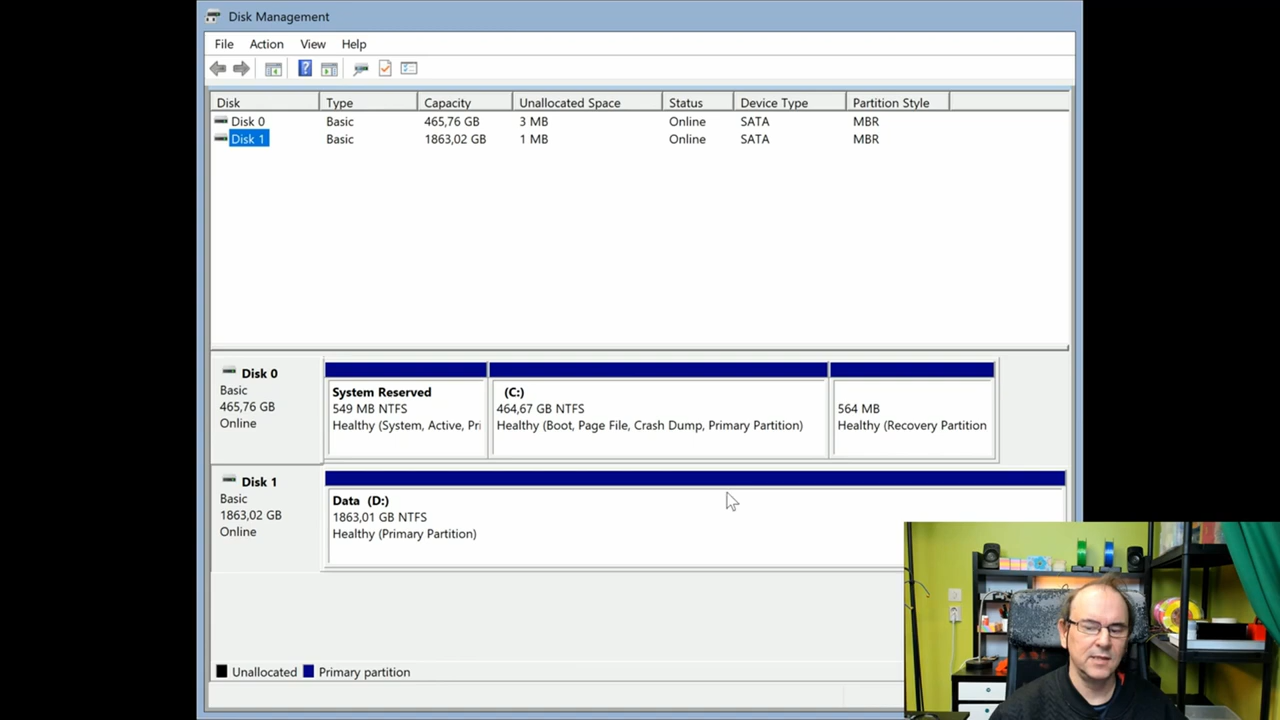 Disk Management
File Action View Help
Disk Type Capacity Unallocated Space Status Device Type Partition Style
Disk 0 Basic 465,76 GB 3 MB Online SATA MBR
Disk 1 Basic 1863,02 GB 1 MB Online SATA MBR
Disk 0
Basic
465,76 GB
Online
System Reserved
549 MB NTFS
Healthy (System, Active, Pri
(C:)
464,67 GB NTFS
Healthy (Boot, Page File, Crash Dump, Primary Partition)
564 MB
Healthy (Recovery Partition
Disk 1
Basic
1863,02 GB
Online
Data (D:)
1863,01 GB NTFS
Healthy (Primary Partition)
Unallocated Primary partition